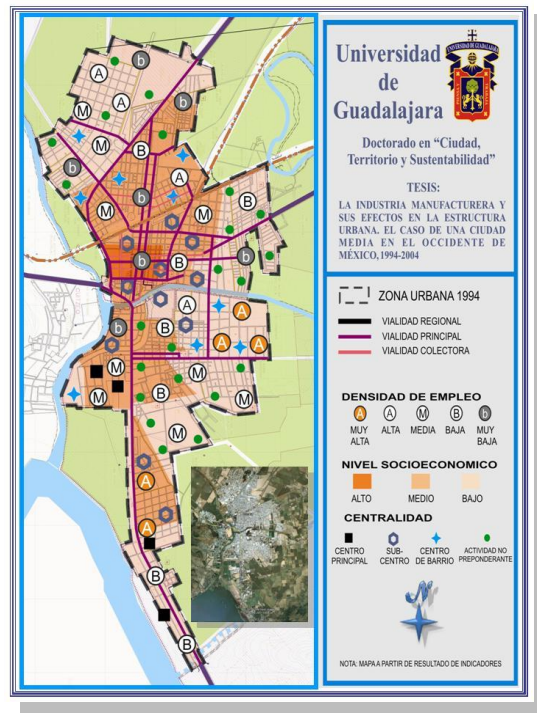 Universidad
de
Guadalajara
UNIVERSIDAD DE GUADALAJARA
Doctorado en “Ciudad,
Territorio y Sustentabilidad”
TESIS:
LA INDUSTRIA MANUFACTURERA Y
SUS EFECTOS EN LA ESTRUCTURA
URBANA. EL CASO DE UNA CIUDAD
MEDIA EN EL OCCIDENTE DE
MÉXICO, 1994-2004
ZONA URBANA 1994
VIALIDAD REGIONAL
VIALIDAD PRINCIPAL
VIALIDAD COLECTORA
DENSIDAD DE EMPLEO
A A M B b
MUY ALTA MEDIA BAJA MUY
ALTA BAJA
NIVEL SOCIOECONOMICO
ALTO MEDIO BAJO
CENTRALIDAD
CENTRO SUB- CENTRO ACTIVIDAD NO
PRINCIPAL CENTRO DE BARRIO PREPONDERANTE
N
NOTA: MAPA A PARTIR DE RESULTADO DE INDICADORES
b
A
A
b
M
M
B
b
A
b
M
M
B
b
B
b
A
b
B
A
A
A
M
M
B
M
M
M
A
A
B
B